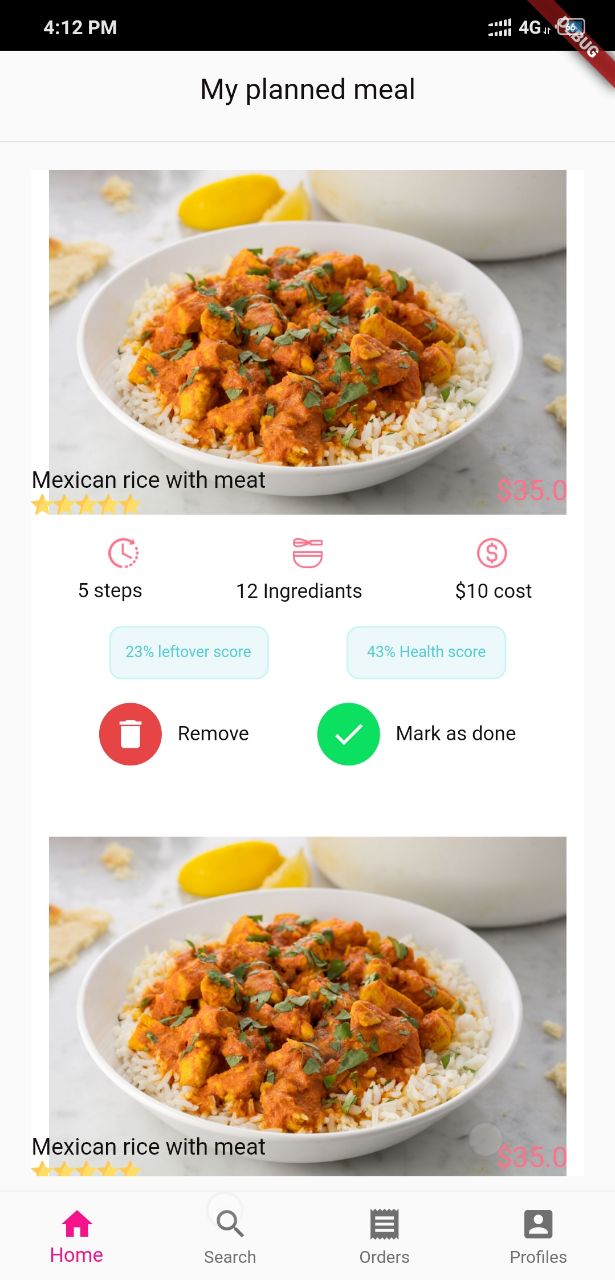 4:12 PM
4G
DEBUG
My planned meal
Mexican rice with meat
$35.0
5 steps
12 Ingrediants
$10 cost
23% leftover score
43% Health score
Remove
Mark as done
Mexican rice with meat
$35.0
Home
Search
Orders
Profiles